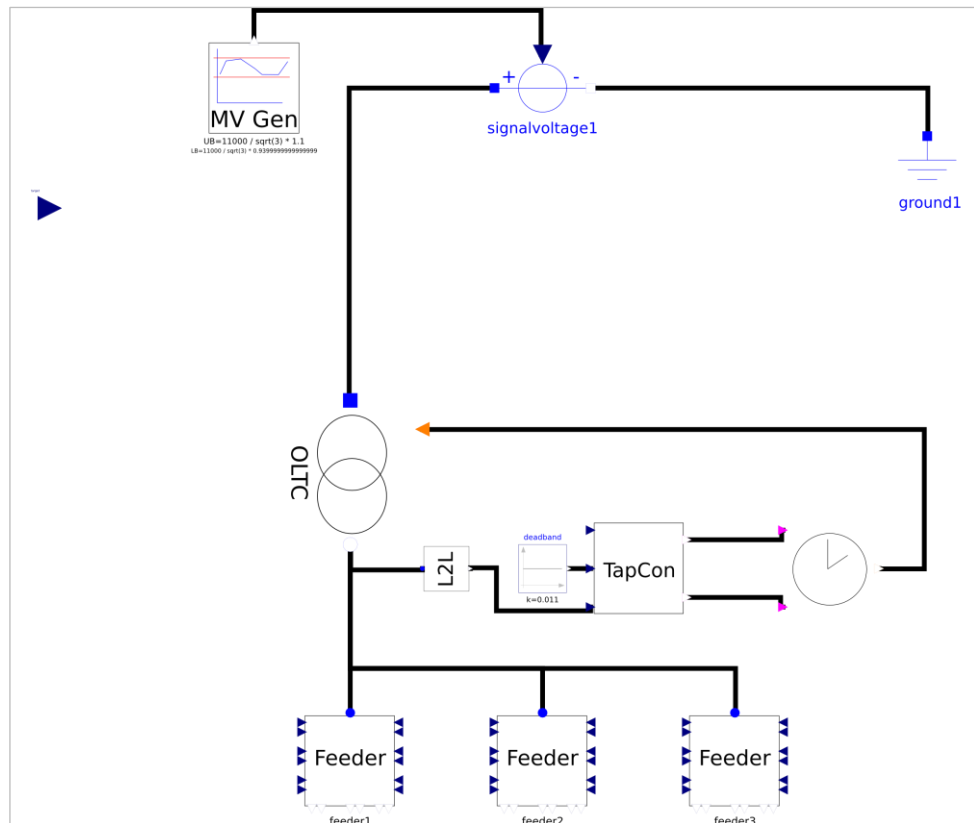 MV Gen
UB=11000 / sqrt(3) * 1.1
LB=11000 / sqrt(3) * 0.9399999999999999
+
-
signalvoltage1
ground1
OLTC
L2L
deadband
k=0.011
TapCon
Feeder
Feeder
Feeder
feeder1
feeder2
feeder3